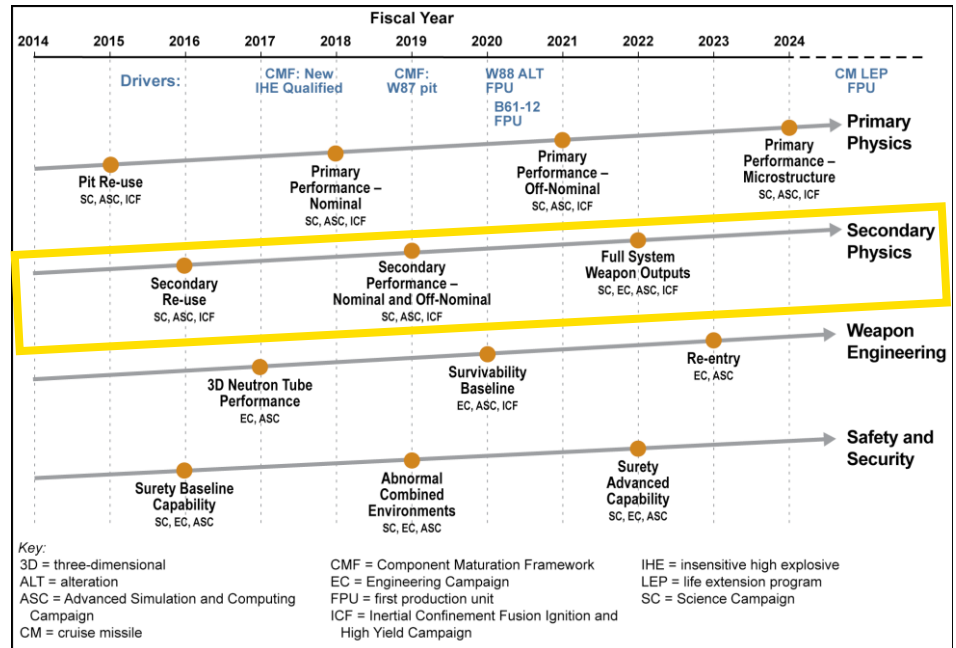 Fiscal Year
2014 2015 2016 2017 2018 2019 2020 2021 2022 2023 2024
Drivers:
CMF: New
IHE Qualified
CMF:
W87 pit
W88 ALT
FPU
B61-12
FPU
CM LEP
FPU
Primary
Physics
Pit Re-use
SC, ASC, ICF
Primary
Performance –
Nominal
SC, ASC, ICF
Primary
Performance –
Off-Nominal
SC, ASC, ICF
Primary
Performance –
Microstructure
SC, ASC, ICF
Secondary
Physics
Secondary
Re-use
SC, ASC, ICF
Secondary
Performance –
Nominal and Off-Nominal
SC, ASC, ICF
Full System
Weapon Outputs
SC, EC, ASC, ICF
Weapon
Engineering
3D Neutron Tube
Performance
EC, ASC
Survivability
Baseline
EC, ASC, ICF
Re-entry
EC, ASC
Safety and
Security
Surety Baseline
Capability
SC, EC, ASC
Abnormal
Combined
Environments
SC, EC, ASC
Surety
Advanced
Capability
SC, EC, ASC
Key:
3D = three-dimensional
ALT = alteration
ASC = Advanced Simulation and Computing
Campaign
CM = cruise missile
CMF = Component Maturation Framework
EC = Engineering Campaign
FPU = first production unit
ICF = Inertial Confinement Fusion Ignition and
High Yield Campaign
IHE = insensitive high explosive
LEP = life extension program
SC = Science Campaign